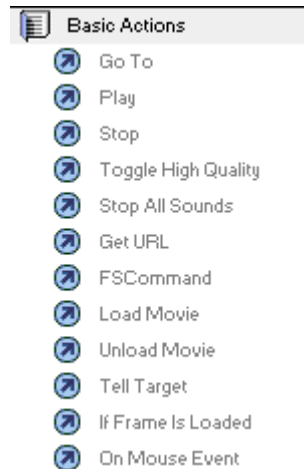 Basic Actions
Go To
Play
Stop
Toggle High Quality
Stop All Sounds
Get URL
FSCommand
Load Movie
Unload Movie
Tell Target
If Frame Is Loaded
On Mouse Event